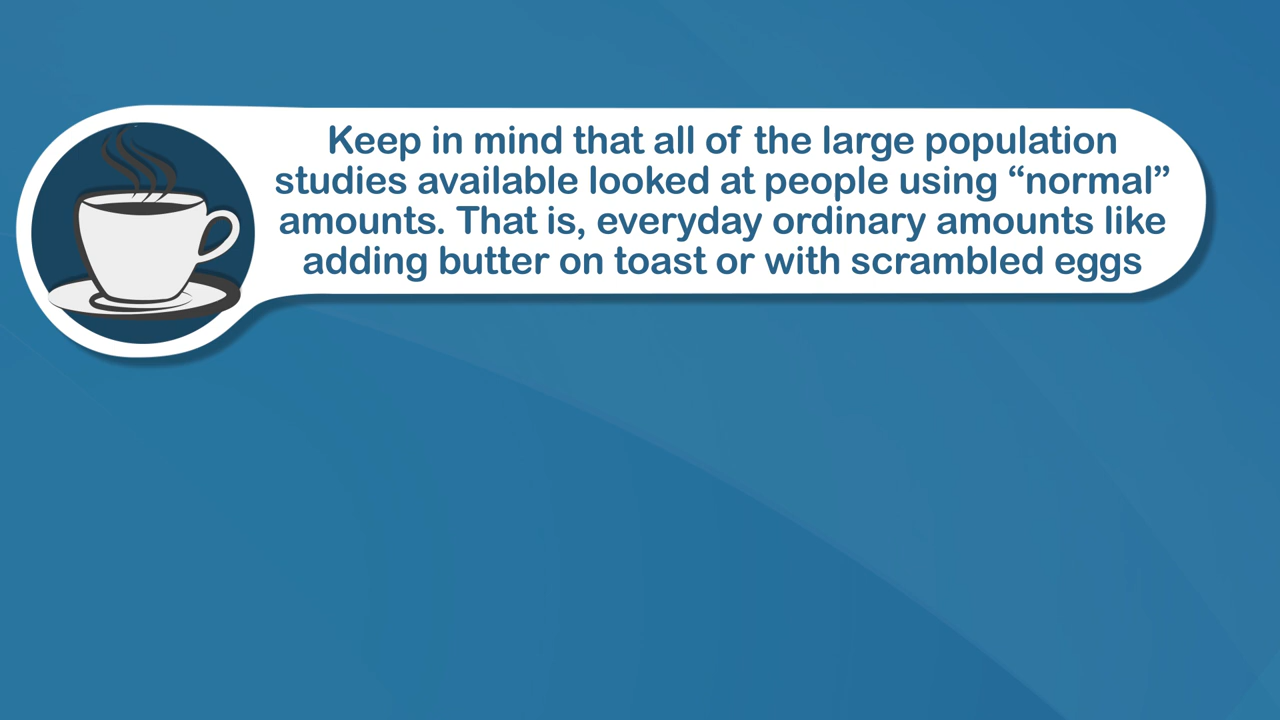 Keep in mind that all of the large population
studies available looked at people using “normal”
amounts. That is, everyday ordinary amounts like
adding butter on toast or with scrambled eggs